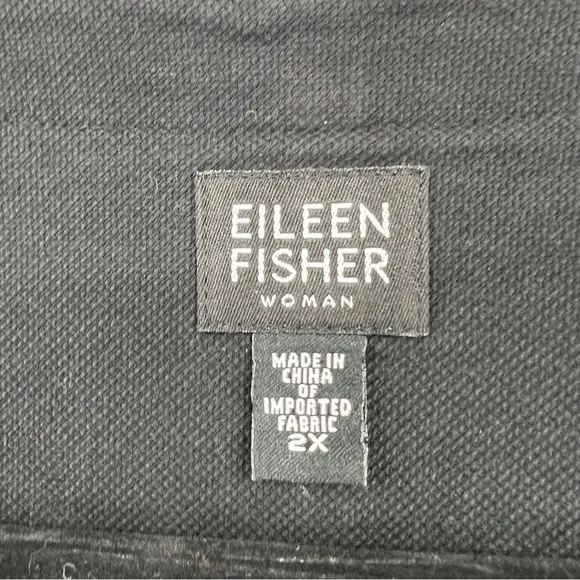 EILEEN
FISHER
WOMAN
MADE IN
CHINA
OF
IMPORTED
FABRIC
2X